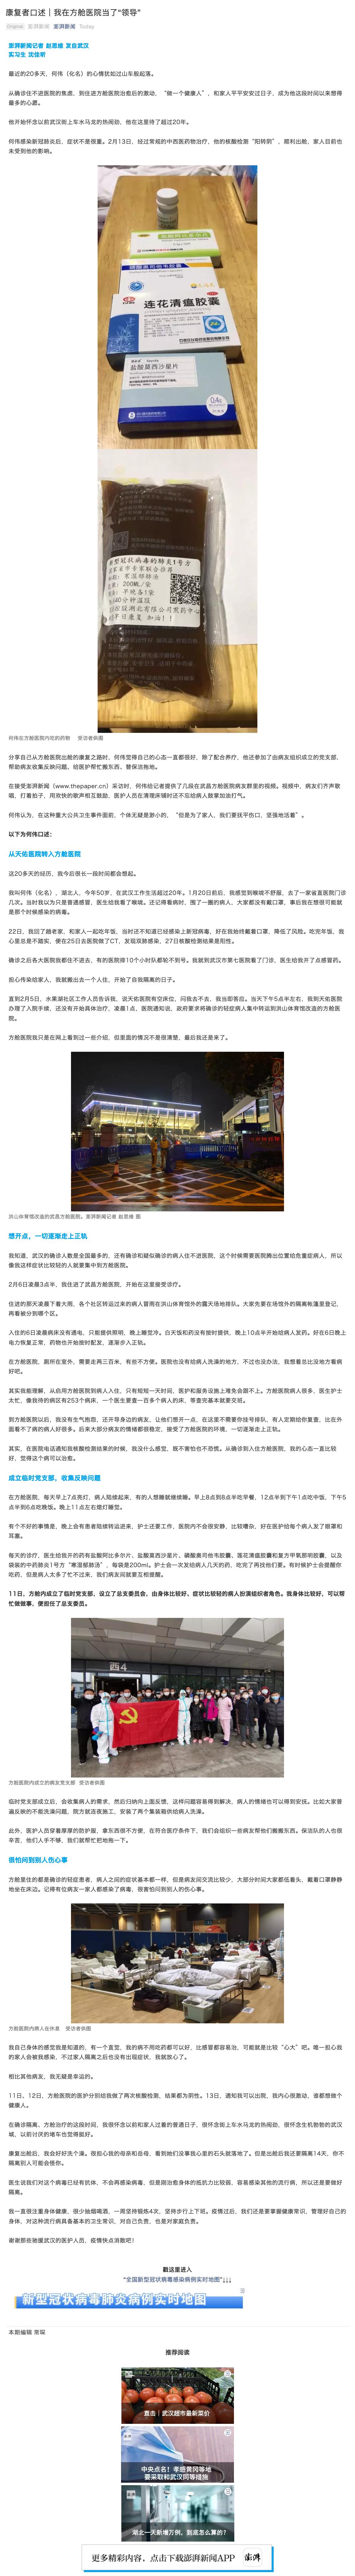 康复者口述｜我在方舱医院当了“领导”
Original 澎湃新闻 澎湃新闻 Today
澎湃新闻记者 赵思维 发自武汉
实习生 沈佳昕
最近的20多天，何伟（化名）的心情犹如过山车般起落。
从确诊住不进医院的焦虑，到住进方舱医院治愈后的激动，“做一个健康人”，和家人平平安安过日子，成为他这段时间以来想得
最多的心愿。
他开始怀念以前武汉街上车水马龙的热闹劲，他在这里待了超过20年。
何伟感染新冠肺炎后，症状不是很重。2月13日，经过常规的中西医药物治疗，他的核酸检测“阳转阴”，顺利出舱，家人目前也
未受到他的影响。
连花清瘟胶囊
盐酸莫西沙星片
0.4g
何伟在方舱医院内吃的药物 受访者供图
分享自己从方舱医院出舱的康复之路时，何伟觉得自己的心态一直都很好，除了配合养疗，他还参加了由病友组织成立的党支部，
帮助病友收集反映问题，给医护帮忙搬东西、替保洁拖地。
在接受澎湃新闻（www.thepaper.cn）采访时，何伟给记者提供了几段在武昌方舱医院病友群里的视频。视频中，病友们齐声歌
唱、打着拍子，用欢快的歌声相互鼓励，医护人员在清理床铺时还不忘给病人鼓掌加油打气。
何伟认为，在这种重大公共卫生事件面前，个体无疑是渺小的，“但是为了家人，我们要抚平伤口，坚强地活着”。
以下为何伟口述：
从天佑医院转入方舱医院
这20多天的经历，我今后很长一段时间都会想起。
我叫何伟（化名），湖北人，今年50岁，在武汉工作生活超过20年。1月20日前后，我感觉到喉咙不舒服，去了一家省直医院门诊
几次。当时我以为只是普通感冒，医生给我看了喉咙。还记得看病时，围了一圈的病人，大家都没有戴口罩，事后我在想很可能就
是那个时候感染的病毒。
22日，我回了趟老家，和家人一起吃年饭，当时还不知道已经感染上新冠病毒，好在我始终戴着口罩，降低了风险。吃完年饭，我
心里总是不踏实，便在25日去医院做了CT，发现双肺感染，27日核酸检测结果是阳性。
确诊之后各大医院我都住不进去，有的医院排10个小时队都轮不到号。我就到武汉市第七医院看了门诊，医生给我开了点感冒药。
担心传染给家人，我就搬出去一个人住，开始了自我隔离的日子。
直到2月5日，水果湖社区工作人员告诉我，说天佑医院有空床位，问我去不去，我当即答应。当天下午5点半左右，我到天佑医院
办理了入院手续，还没有开始具体治疗，凌晨1点，医院通知说，政府要求将确诊的轻症病人集中转运到洪山体育馆改造的方舱医
院。
方舱医院我只是在网上看到过一些介绍，但里面的情况不是很清楚，最后我还是来了。
洪山体育馆改造的武昌方舱医院。澎湃新闻记者 赵思维 图
想开点，一切逐渐走上正轨
我知道，武汉的确诊人数是全国最多的，还有确诊和疑似确诊的病人住不进医院，这个时候需要医院腾出位置给危重症病人，所以
像我这样症状比较轻的人就要集中到方舱医院。
2月6日凌晨3点半，我住进了武昌方舱医院，开始在这里接受诊疗。
住进的那天凌晨下着大雨，各个社区转运过来的病人冒雨在洪山体育馆外的露天场地排队。大家先要在场馆外的隔离帐篷里登记，
再看被分到哪个区。
入住的6日凌晨病床没有通电，只能提供照明，晚上睡觉冷。白天饭和药没有按时提供，晚上10点半开始给病人发药。好在6日晚上
电力恢复正常，药物也开始按时配发，逐渐步入正轨。
在方舱医院，厕所在室外，需要走两三百米，有些不方便。医院也没有给病人洗澡的地方，不过也没办法，我想着总比没地方看病
好吧。
其实我能理解，从启用方舱医院到病人入住，只有短短一天时间，医护和服务设施上难免会跟不上。方舱医院病人很多，医生护士
太忙，像我待的病区有253个病床，一个医生要查一百多个病人的床，等查完基本就要交班。
到方舱医院以后，我没有生气抱怨，还开导身边的病友，让他们想开一点，在这里不需要你挂号排队，有人定期给你复查，比在外
面看不了病的病人好很多。后来大部分病友的情绪都很稳定，接受了方舱医院的环境，一切逐渐走上正轨。
其实，在医院电话通知我核酸检测结果的时候，我没什么感觉，既不害怕也不恐慌。从确诊到入住方舱医院，我的心态一直比较
好，觉得这个病可以治愈。
成立临时党支部，收集反映问题
在方舱医院，每天早上7点亮灯，病人陆续起来，有的人想睡就继续睡。早上8点到8点半吃早餐，12点半到下午1点吃中饭，下午5
点半到6点吃晚饭。晚上11点左右熄灯睡觉。
有个不好的事情是，晚上会有患者陆续转运进来，护士还要工作，医院内不会很安静，比较嘈杂，好在医护给每个病人发了眼罩和
耳塞。
每天的诊疗，医生给我开的药有盐酸阿比多尔片、盐酸莫西沙星片、磷酸奥司他韦胶囊、莲花清瘟胶囊和复方甲氧那明胶囊，以及
袋装的中药肺炎1号方“寒湿郁肺汤”，每袋是200ml。护士会一次发给病人几天的药，吃完了再找他们要。有时候护士会提醒你
吃药，但是病人太多了忙不过来，我们病友间就要互相提醒。
11日，方舱内成立了临时党支部，设立了总支委员会，由身体比较好、症状比较轻的病人扮演组织者角色。我身体比较好，可以帮
忙做做事，便担任了总支委员。
西4
方舱医院内成立的病友党支部 受访者供图
临时党支部成立后，会收集病人的需求，然后归纳向上面反馈，这样问题容易得到解决，病人的情绪也可以得到安抚。比如大家普
遍反映的不能洗澡问题，院方就连夜施工，安装了两个集装箱供给病人洗澡。
此外，医护人员穿着厚厚的防护服、拿东西很不方便，在符合医疗条件下，我们会组织一些病友帮他们搬搬东西。保洁队的人也很
辛苦，他们人手不够，我们就帮忙把地拖一下。
很怕问到别人伤心事
方舱里住的都是确诊的轻症患者，病人之间的症状基本都一样，但是病友间交流比较少，大部分时间大家都低着头，戴着口罩静静
地坐在床边。记得有位病友一家人都感染了病毒，很害怕问到别人的伤心事。
方舱医院内病人在休息 受访者供图
我自己身体的感觉我是知道的，有一个直觉，我的病不用吃药都可以好，比感冒都容易治，可能就是比较“心大”吧。唯一担心我
的家人会被我感染，不过家人隔离之后也没有出现症状，我就放心了。
相比其他病友，我无疑是幸运的。
11日、12日，方舱医院的医护分别给我做了两次核酸检测，结果都为阴性。13日，通知我可以出院，我内心很激动，谁都想做个
健康人。
在确诊隔离、方舱治疗的这段时间，我很怀念以前和家人过着的普通日子，很怀念街上车水马龙的热闹劲，很怀念生机勃勃的武汉
城，以前讨厌的堵车也觉得挺好。
康复出舱后，我会好好洗个澡。很担心我的母亲和岳母，看到她们没事我心里的石头就落地了。但是出舱后我还要隔离14天，你不
隔离别人可能会怪你。
医生说我们对这个病毒已经有抗体，不会再感染病毒，但是刚治愈身体的抵抗力比较弱，容易感染其他的流行病，所以还是要做好
隔离。
我一直很注重身体健康，很少抽烟喝酒，一周坚持锻炼4次，坚持步行上下班。疫情过后，我们还是要掌握健康常识，管理好自己的
身体，对这种流行病具备基本的卫生常识，对自己负责，也是对家庭负责。
谢谢那些驰援武汉的医护人员，疫情快点消散吧！
戳这里进入
“全国新型冠状病毒感染病例实时地图”↓↓↓
新型冠状病毒肺炎病例实时地图
本期编辑 常琛
推荐阅读
直击｜武汉超市最新菜价
中央点名！孝感黄冈等地
要采取和武汉同等措施
湖北一天新增万例，到底怎么算的？
更多精彩内容，点击下载澎湃新闻APP 澎湃